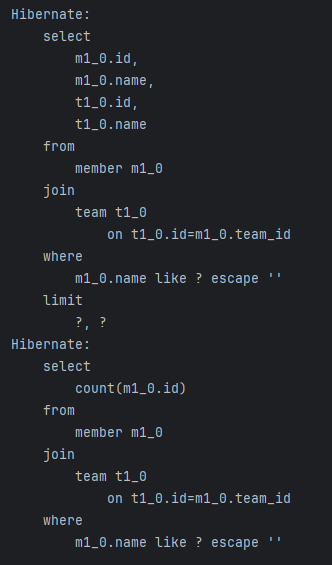 Hibernate:
    select
        m1_0.id,
        m1_0.name,
        t1_0.id,
        t1_0.name
    from
        member m1_0
    join
        team t1_0
            on t1_0.id=m1_0.team_id
    where
        m1_0.name like ? escape ''
    limit
        ?, ?
Hibernate:
    select
        count(m1_0.id)
    from
        member m1_0
    join
        team t1_0
            on t1_0.id=m1_0.team_id
    where
        m1_0.name like ? escape ''